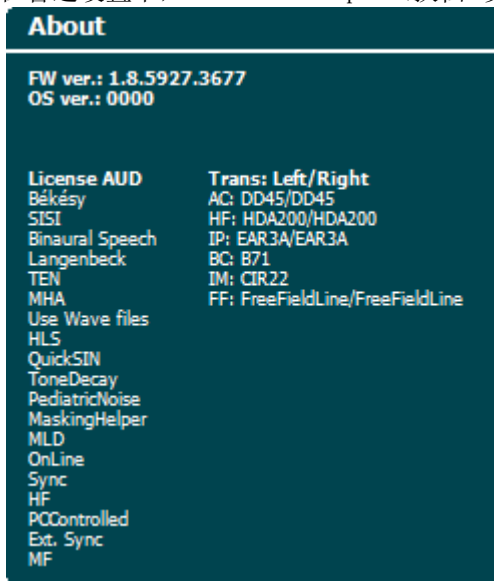 About
FW ver.: 1.8.5927.3677
OS ver.: 0000
License AUD
Békésy
SISI
Binaural Speech
Langenbeck
TEN
MHA
Use Wave files
HLS
QuickSIN
ToneDecay
PediatricNoise
MaskingHelper
MLD
OnLine
Sync
HF
PCControlled
Ext. Sync
MF
Trans: Left/Right
AC: DD45/DD45
HF: HDA200/HDA200
IP: EAR3A/EAR3A
BC: B71
IM: CIR22
FF: FreeFieldLine/FreeFieldLine